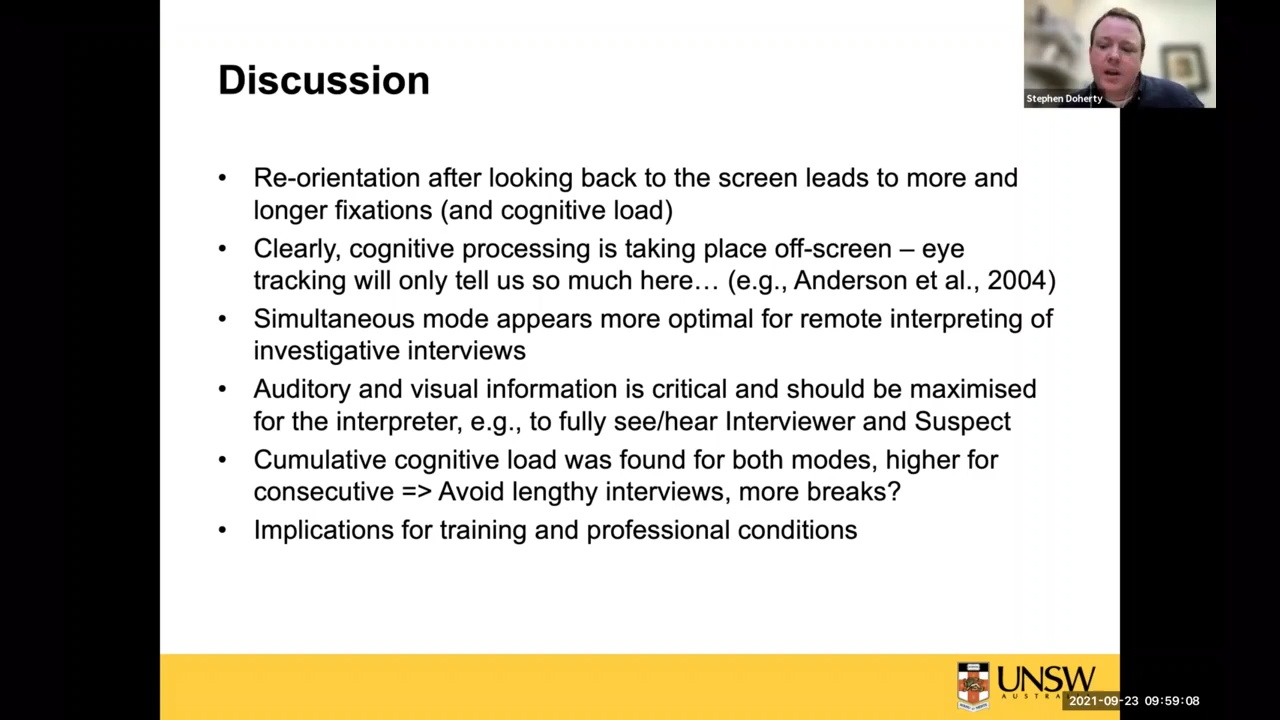 Discussion
Stephen Doherty
• Re-orientation after looking back to the screen leads to more and
longer fixations (and cognitive load)
• Clearly, cognitive processing is taking place off-screen – eye
tracking will only tell us so much here… (e.g., Anderson et al., 2004)
• Simultaneous mode appears more optimal for remote interpreting of
investigative interviews
• Auditory and visual information is critical and should be maximised
for the interpreter, e.g., to fully see/hear Interviewer and Suspect
• Cumulative cognitive load was found for both modes, higher for
consecutive => Avoid lengthy interviews, more breaks?
• Implications for training and professional conditions
UNSW
2021-09-23 09:59:08